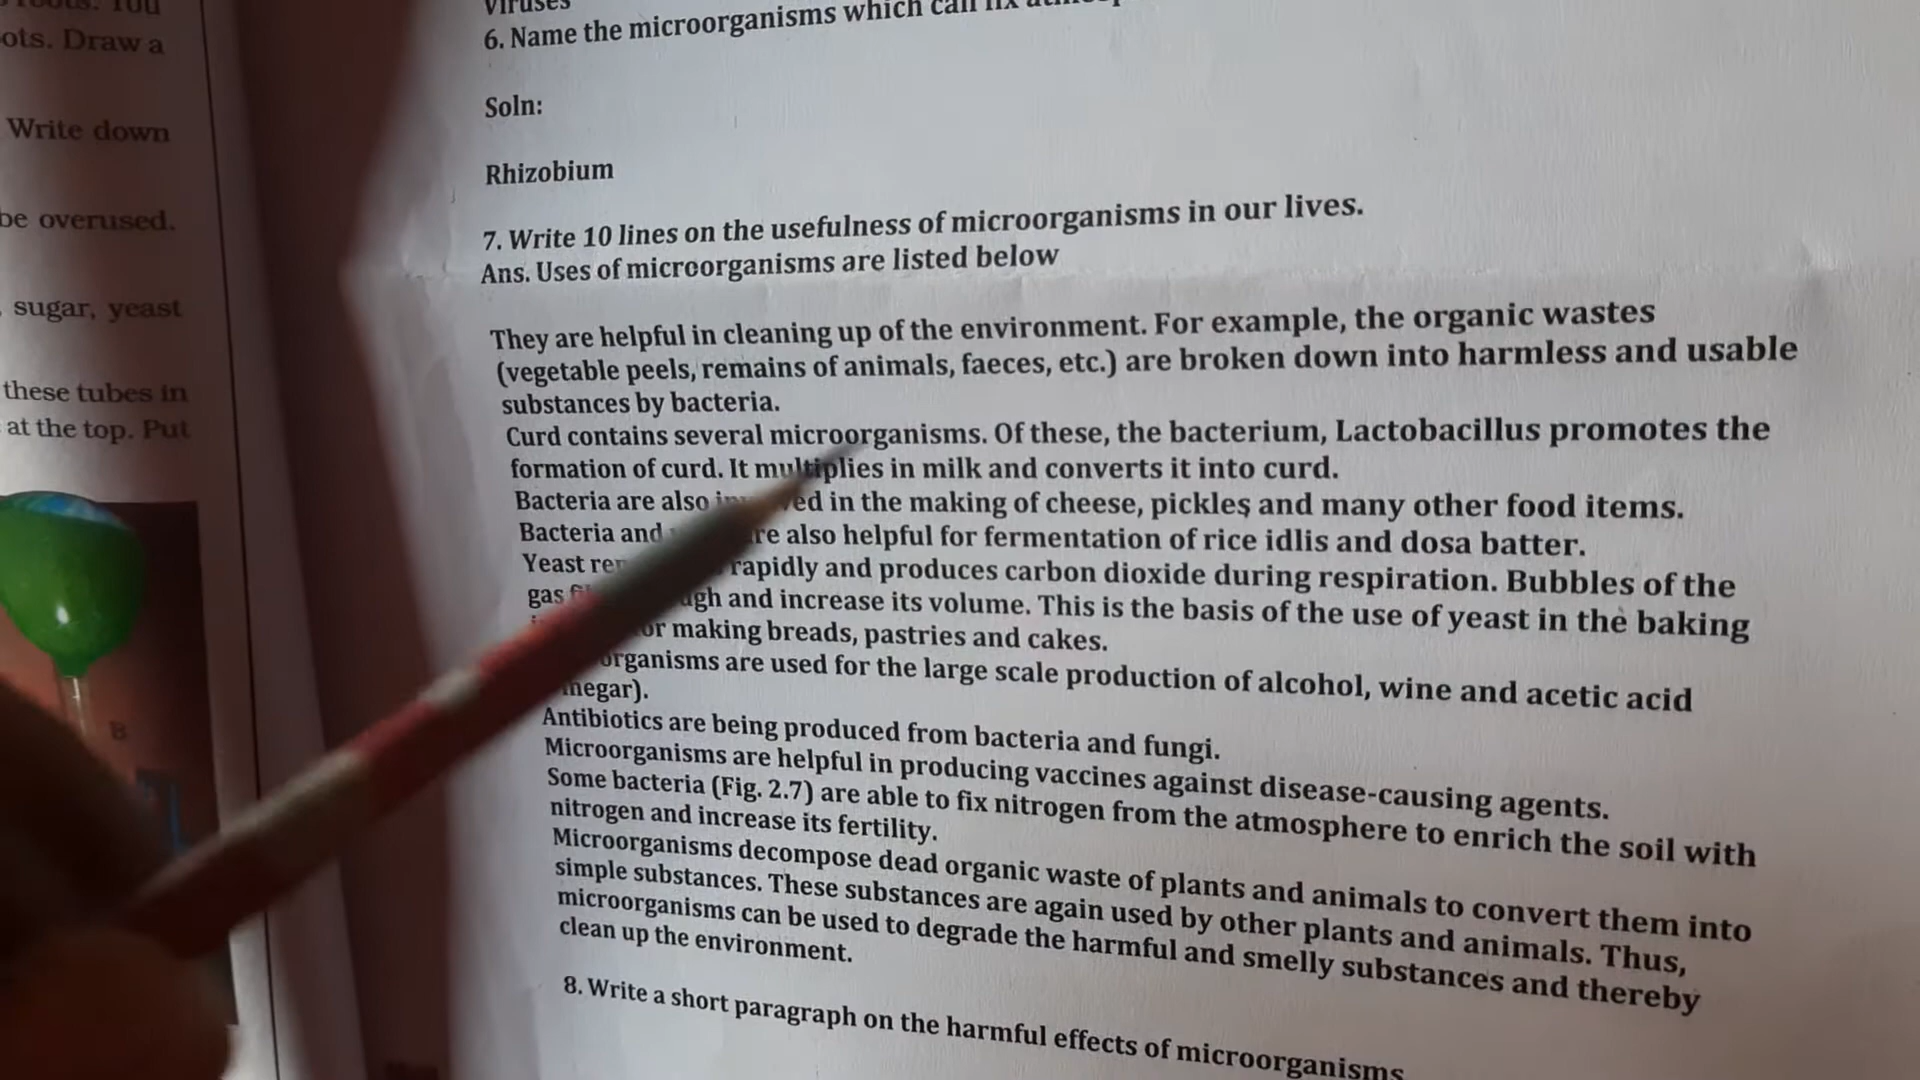 ots. Draw a
Write down
be overused.
sugar, yeast
these tubes in
at the top. Put
B
Viruses
6. Name the microorganisms which can fix
Soln:
Rhizobium
7. Write 10 lines on the usefulness of microorganisms in our lives.
Ans. Uses of microorganisms are listed below
They are helpful in cleaning up of the environment. For example, the organic wastes
(vegetable peels, remains of animals, faeces, etc.) are broken down into harmless and usable
substances by bacteria.
Curd contains several microorganisms. Of these, the bacterium, Lactobacillus promotes the
formation of curd. It multiplies in milk and converts it into curd.
Bacteria are also in the making of cheese, pickles and many other food items.
Bacteria and also helpful for fermentation of rice idlis and dosa batter.
Yeast rapidly and produces carbon dioxide during respiration. Bubbles of the
gas and increase its volume. This is the basis of the use of yeast in the baking
making breads, pastries and cakes.
are used for the large scale production of alcohol, wine and acetic acid
Antibiotics are being produced from bacteria and fungi.
Microorganisms are helpful in producing vaccines against disease-causing agents.
Some bacteria (Fig. 2.7) are able to fix nitrogen from the atmosphere to enrich the soil with
nitrogen and increase its fertility.
Microorganisms decompose dead organic waste of plants and animals to convert them into
simple substances. These substances are again used by other plants and animals. Thus,
microorganisms can be used to degrade the harmful and smelly substances and thereby
clean up the environment.
8. Write a short paragraph on the harmful effects of microorganisms